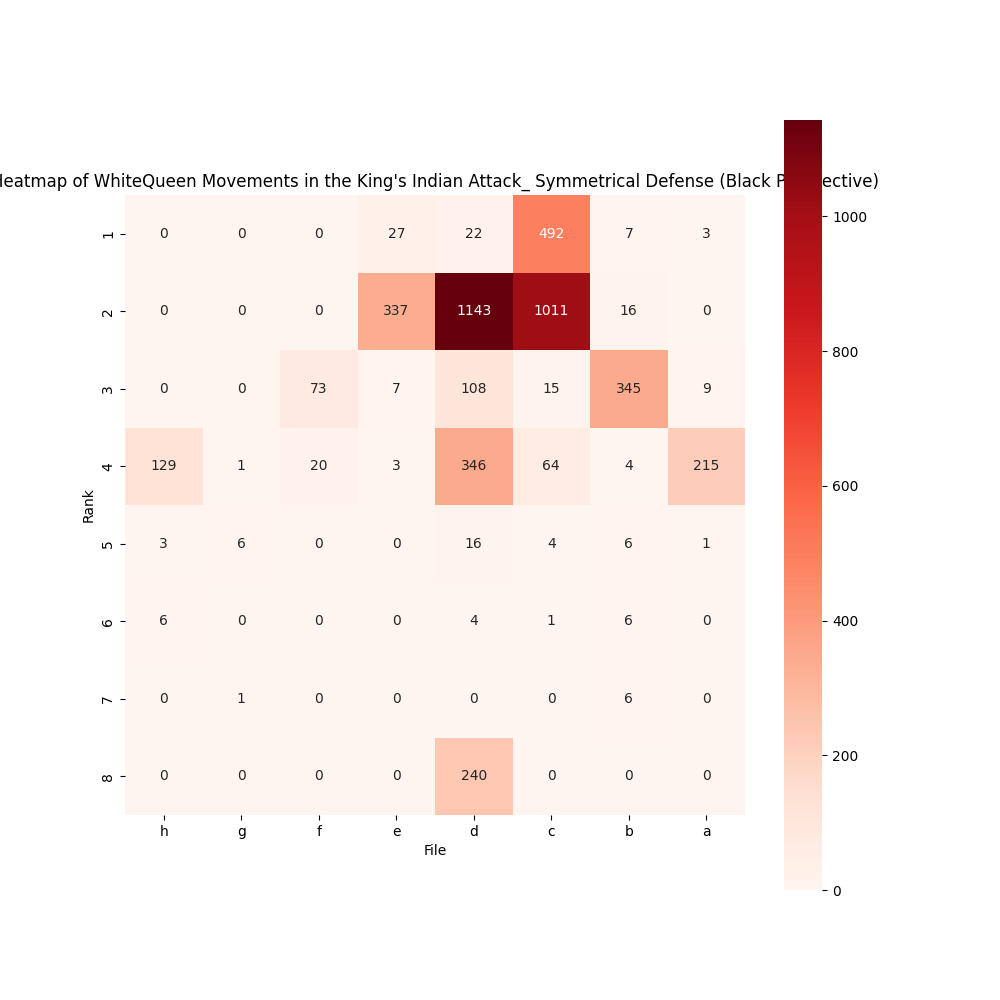 Heatmap of WhiteQueen Movements in the King's Indian Attack_ Symmetrical Defense (Black P
ective)
1 0 0 0 27 22 492 7 3
2 0 0 0 337 1143 1011 16 0
3 0 0 73 7 108 15 345 9
4 129 1 20 3 346 64 4 215
Rank
5 3 6 0 0 16 4 6 1
6 6 0 0 0 4 1 6 0
7 0 1 0 0 0 0 6 0
8 0 0 0 0 240 0 0 0
h g f e d c b a
File
1000
800
600
400
200
0